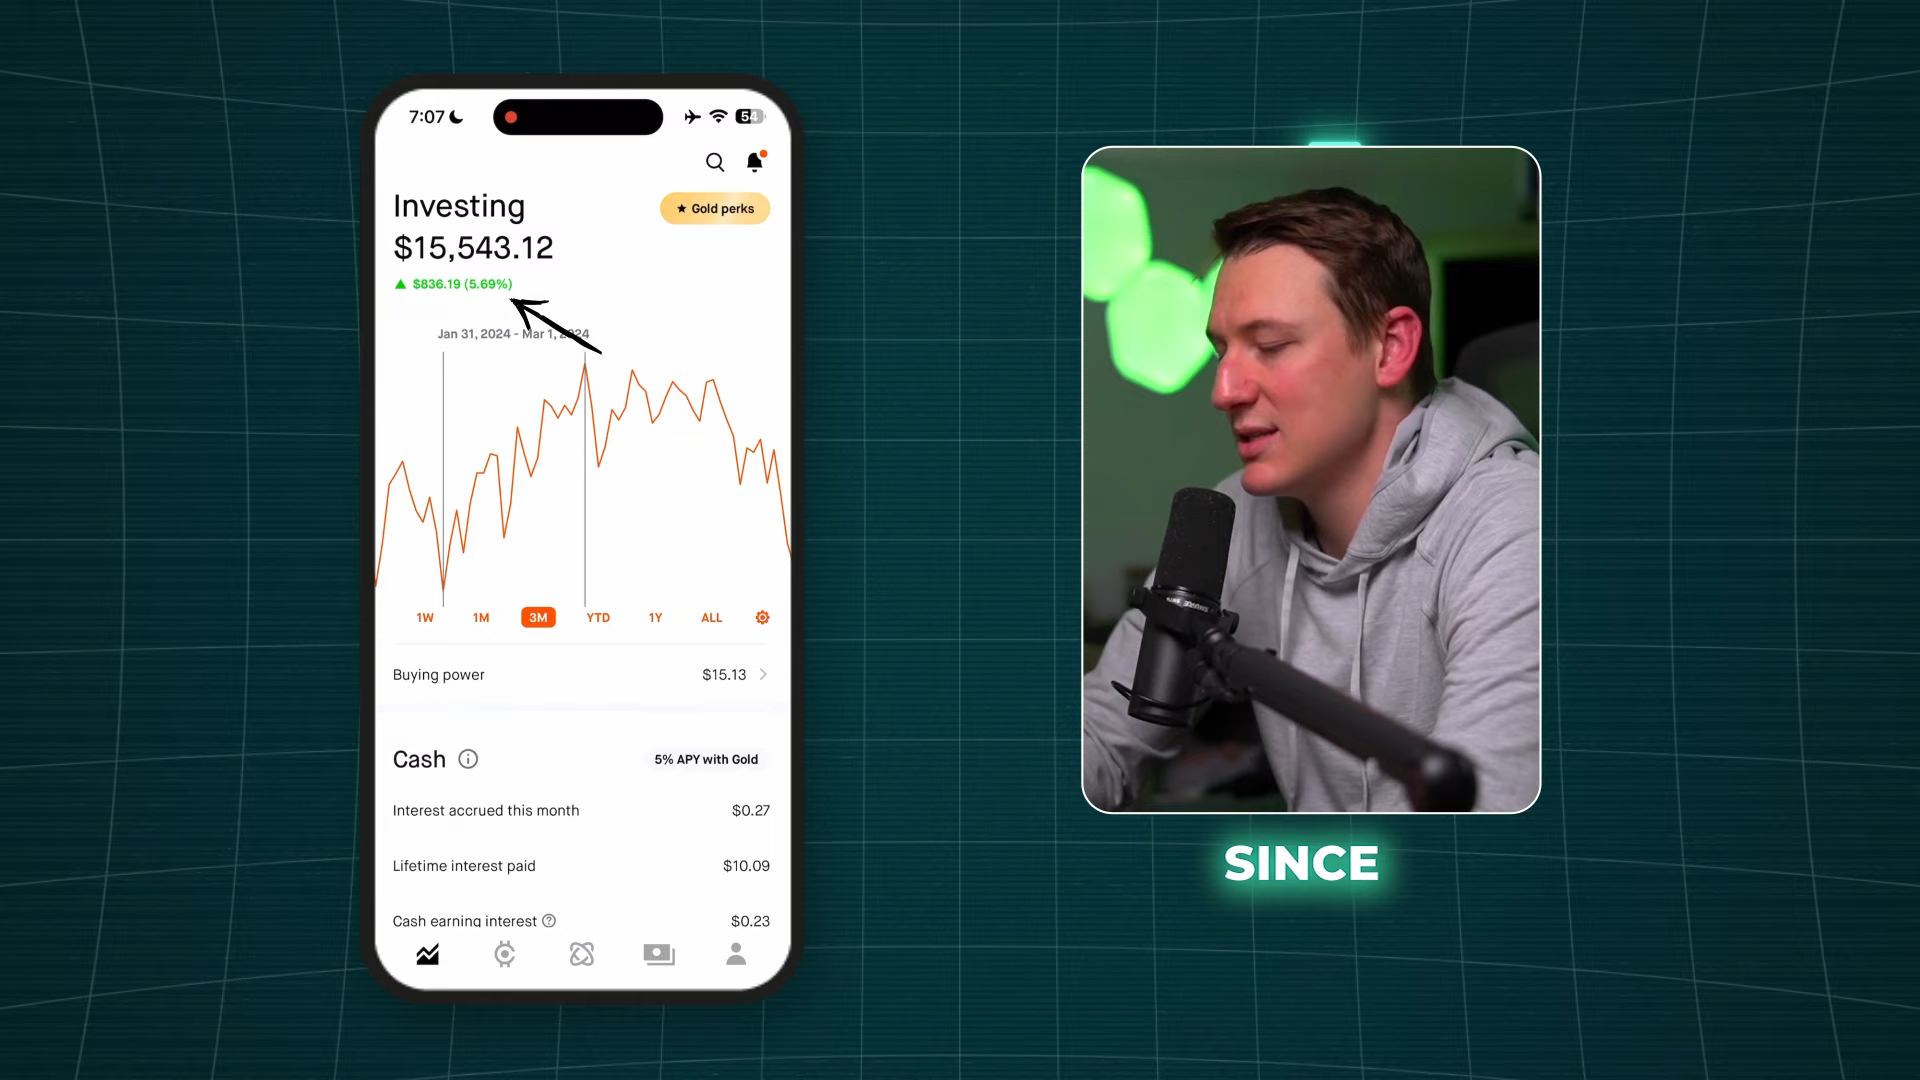 7:07
54
Investing
★ Gold perks
$15,543.12
▲ $836.19 (5.69%)
Jan 31, 2024 - Mar 1, 2024
1W 1M 3M YTD 1Y ALL
Buying power $15.13
Cash 5% APY with Gold
Interest accrued this month $0.27
Lifetime interest paid $10.09
Cash earning interest $0.23
SHURE
SINCE